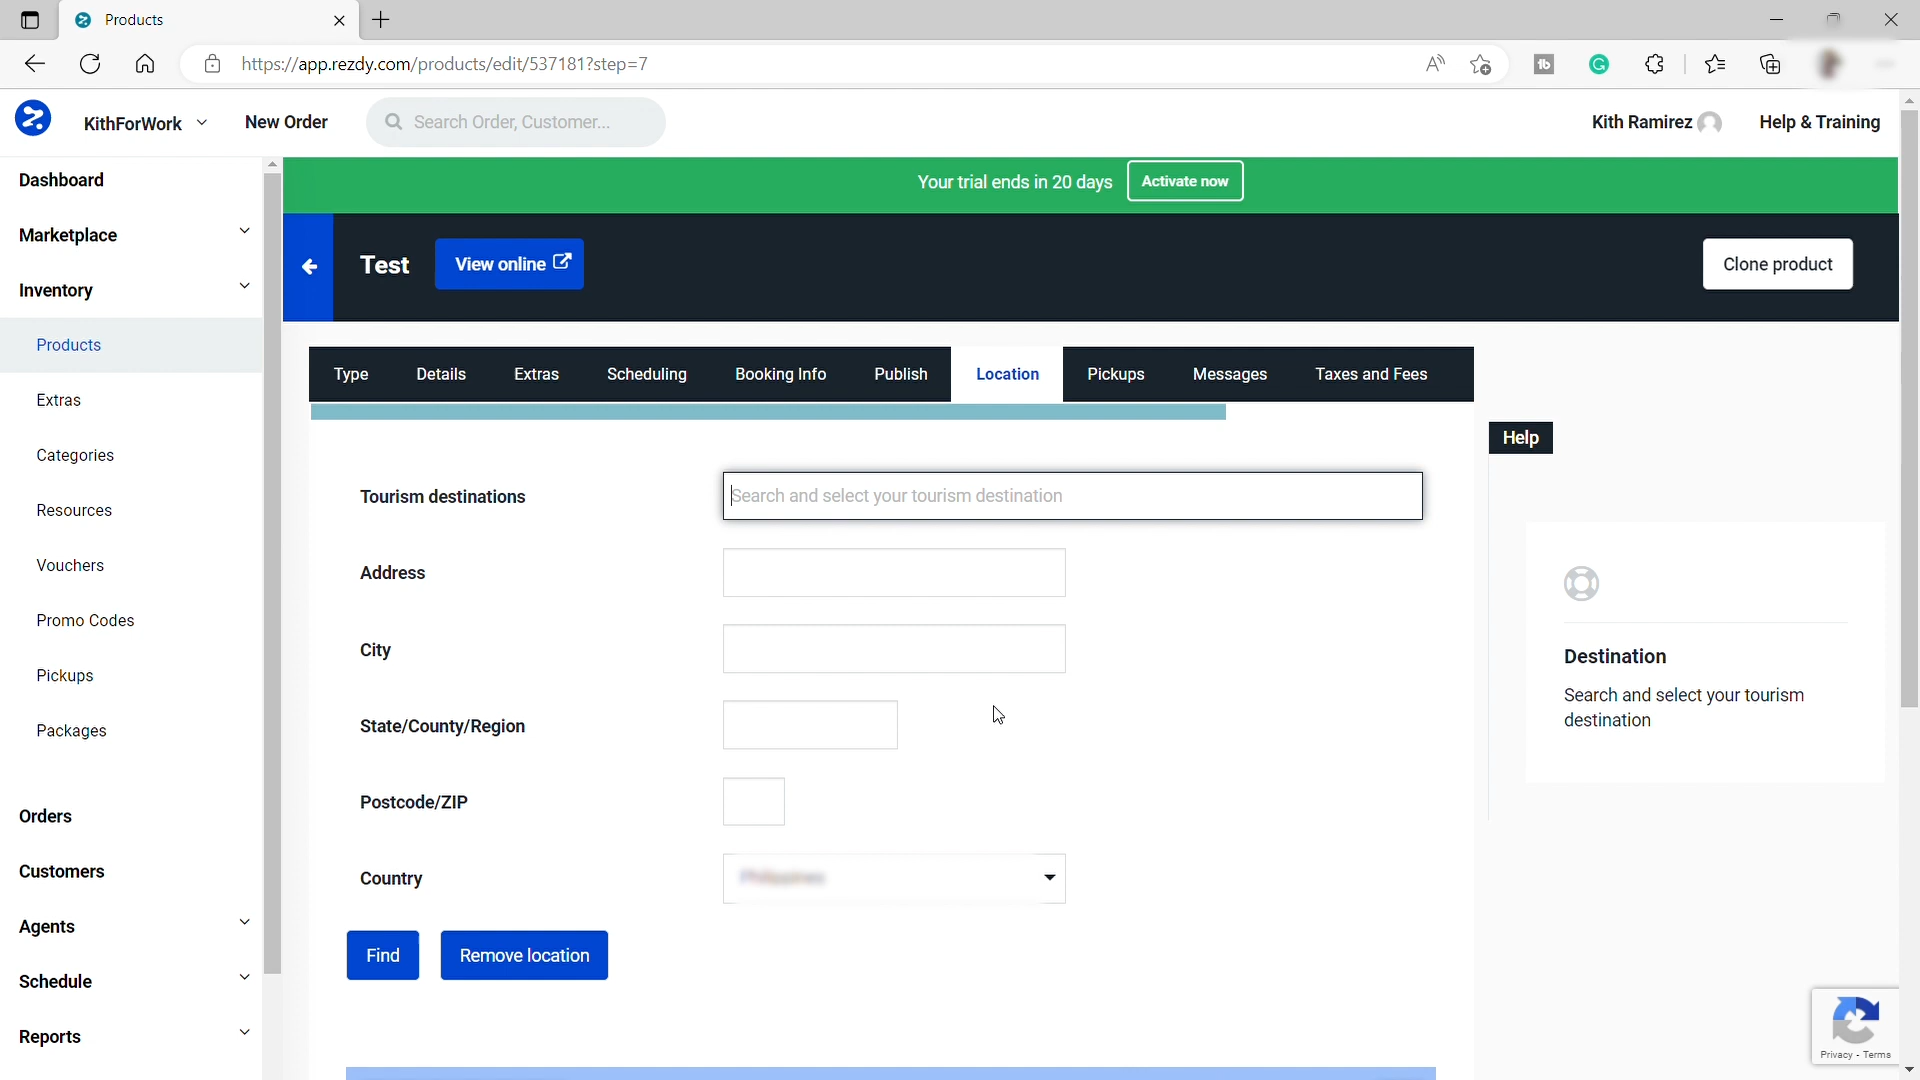 Products
https://app.rezdy.com/products/edit/537181?step=7
KithForWork
New Order
Search Order, Customer...
Kith Ramirez
Help & Training
Dashboard
Marketplace
Inventory
Products
Extras
Categories
Resources
Vouchers
Promo Codes
Pickups
Packages
Orders
Customers
Agents
Schedule
Reports
Your trial ends in 20 days
Activate now
Test
View online
Clone product
Type
Details
Extras
Scheduling
Booking Info
Publish
Location
Pickups
Messages
Taxes and Fees
Tourism destinations
Search and select your tourism destination
Address
City
State/County/Region
Postcode/ZIP
Country
Find
Remove location
Help
Destination
Search and select your tourism
destination
Privacy - Terms